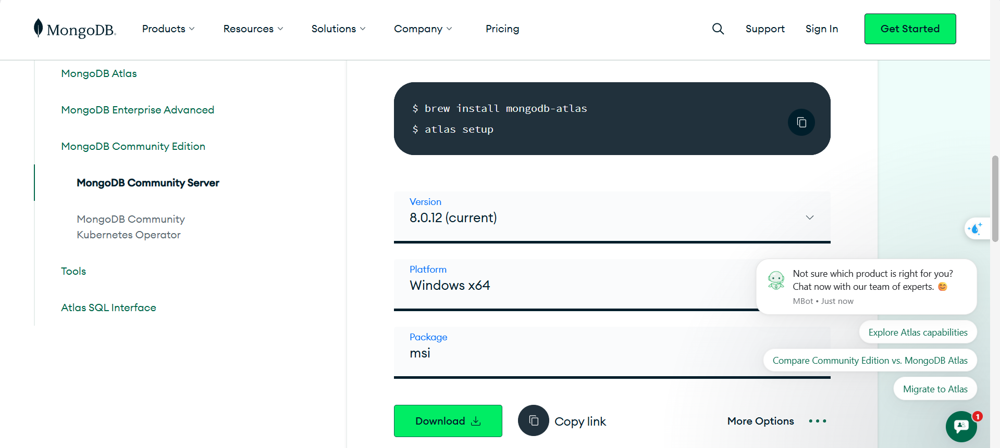 MongoDB.
Products
Resources
Solutions
Company
Pricing
Support
Sign In
Get Started
MongoDB Atlas
MongoDB Enterprise Advanced
MongoDB Community Edition
MongoDB Community Server
MongoDB Community
Kubernetes Operator
Tools
Atlas SQL Interface
$ brew install mongodb-atlas
$ atlas setup
Version
8.0.12 (current)
Platform
Windows x64
Package
msi
Download
Copy link
More Options
Not sure which product is right for you?
Chat now with our team of experts. 😊
MBot • Just now
Explore Atlas capabilities
Compare Community Edition vs. MongoDB Atlas
Migrate to Atlas
1